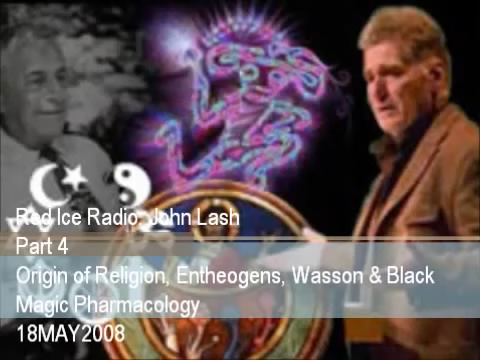 Red Ice Radio: John Lash
Part 4
Origin of Religion, Entheogens, Wasson & Black
Magic Pharmacology
18MAY2008